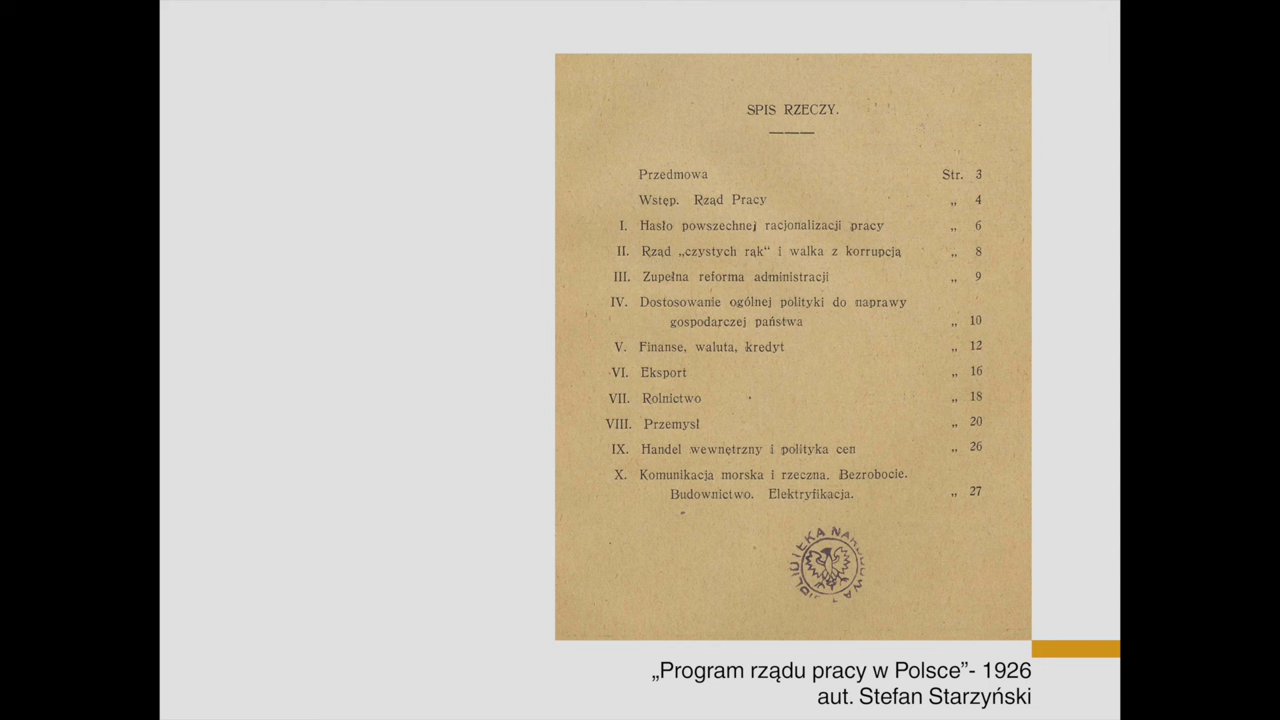 SPIS RZECZY.
Przedmowa Str. 3
Wstęp. Rząd Pracy „ 4
I. Hasło powszechnej racjonalizacji pracy „ 6
II. Rząd „czystych rąk“ i walka z korrupcją „ 8
III. Zupełna reforma administracji „ 9
IV. Dostosowanie ogólnej polityki do naprawy
gospodarczej państwa „ 10
V. Finanse, waluta, kredyt „ 12
VI. Eksport „ 16
VII. Rolnictwo „ 18
VIII. Przemysł „ 20
IX. Handel wewnętrzny i polityka cen „ 26
X. Komunikacja morska i rzeczna. Bezrobocie.
Budownictwo. Elektryfikacja. „ 27
BIBLIOTEKA NARODOWA
„Program rządu pracy w Polsce”- 1926
aut. Stefan Starzyński